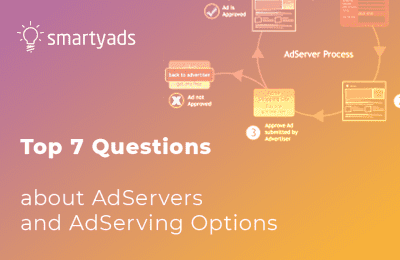 smartyads
Ad is
Approved
AdServer Process
back to advertiser
Ad not
Approved
3
Approve Ad
submitted by
Advertiser
Top 7 Questions
about AdServers
and AdServing Options